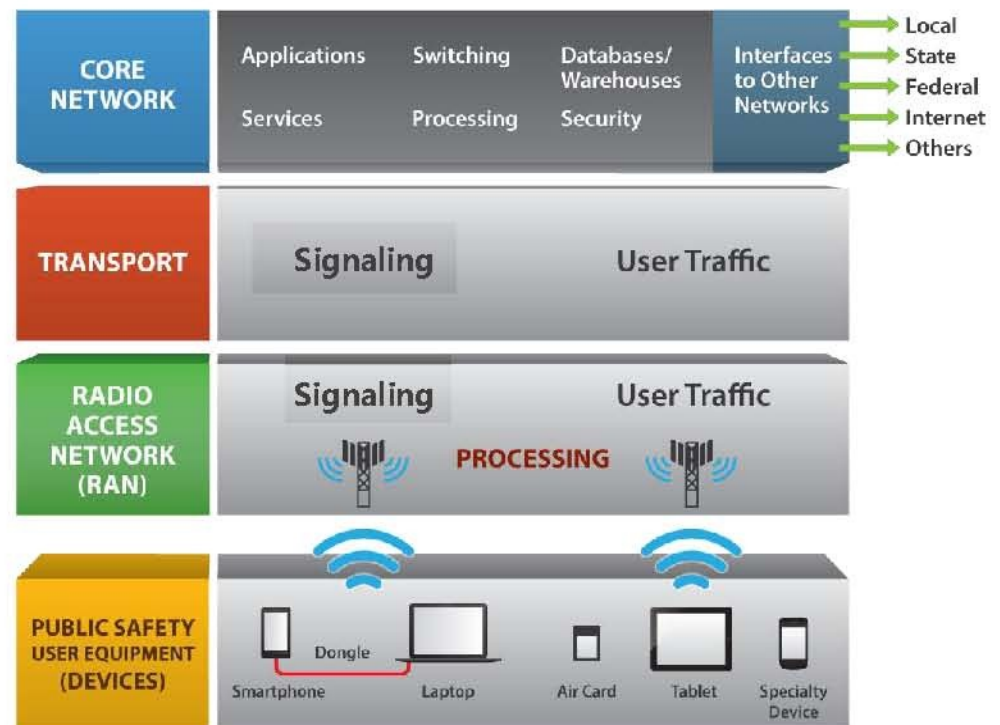 CORE
NETWORK
Applications Switching Databases/
Warehouses
Services Processing Security
Interfaces
to Other
Networks
Local
State
Federal
Internet
Others
TRANSPORT
Signaling User Traffic
RADIO
ACCESS
NETWORK
(RAN)
Signaling User Traffic
PROCESSING
PUBLIC SAFETY
USER EQUIPMENT
(DEVICES)
Dongle
Smartphone Laptop Air Card Tablet Specialty
Device